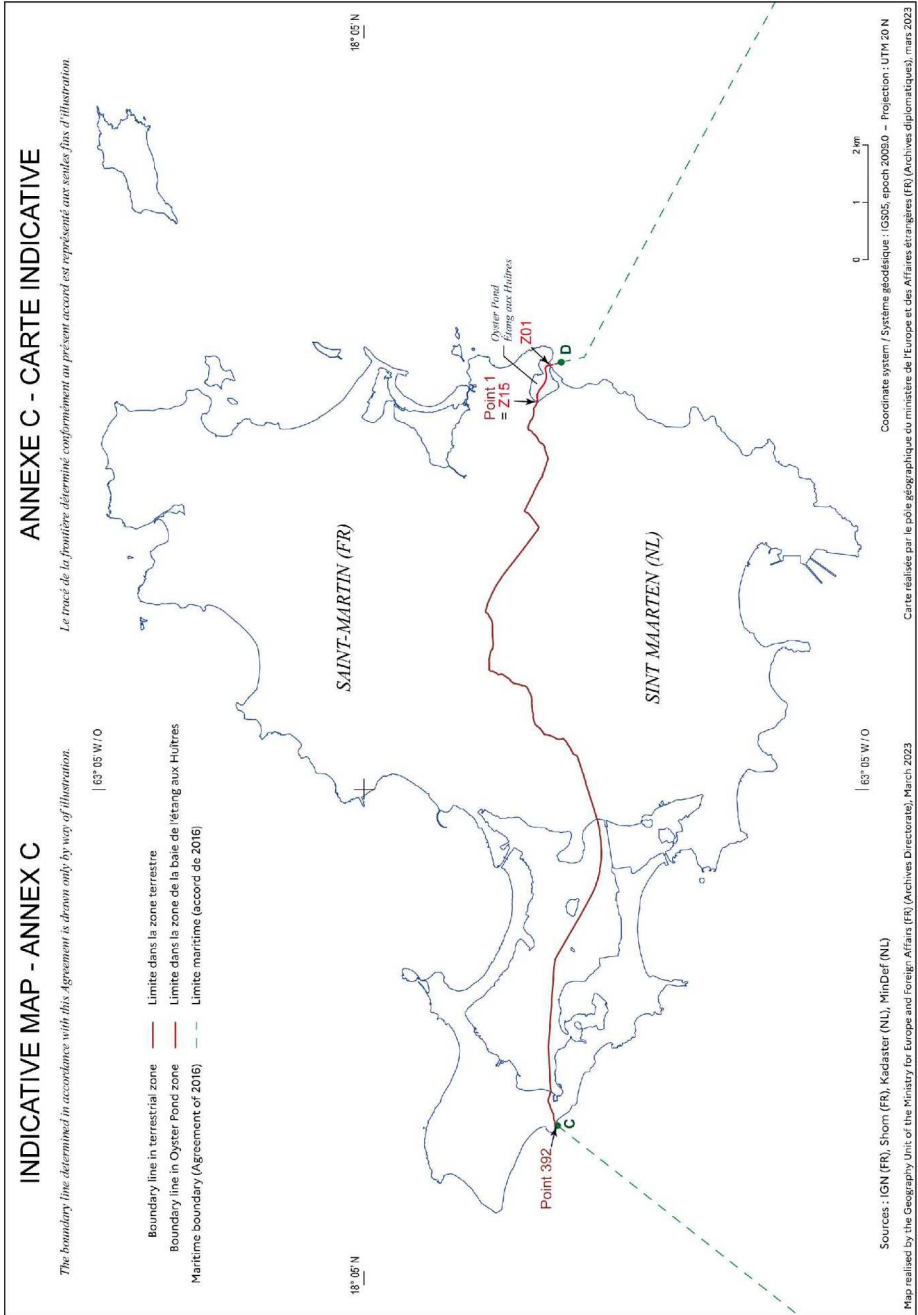 INDICATIVE MAP - ANNEX C
ANNEXE C - CARTE INDICATIVE
The boundary line determined in accordance with this Agreement is drawn only by way of illustration.
Le tracé de la frontière déterminé conformément au présent accord est représenté aux seules fins d'illustration.
63° 05' W / O
Boundary line in terrestrial zone
Limite dans la zone terrestre
Boundary line in Oyster Pond zone
Limite dans la zone de la baie de l'étang aux Huîtres
Maritime boundary (Agreement of 2016)
Limite maritime (accord de 2016)
18° 05' N
18° 05' N
SAINT-MARTIN (FR)
Oyster Pond
Étang aux Huîtres
Point 1
= Z15
Z01
D
Point 392
C
SINT MAARTEN (NL)
63° 05' W / O
0 1 2 km
Sources : IGN (FR), Shom (FR), Kadaster (NL), MinDef (NL)
Coordinate system / Système géodésique : IGS05, epoch 2009.0 – Projection : UTM 20 N
Map realised by the Geography Unit of the Ministry for Europe and Foreign Affairs (FR) (Archives Directorate), March 2023
Carte réalisée par le pôle géographique du ministère de l'Europe et des Affaires étrangères (FR) (Archives diplomatiques), mars 2023